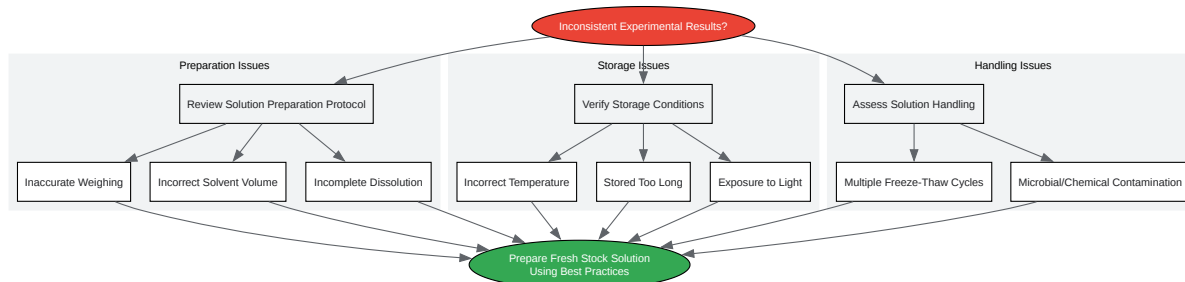 Inconsistent Experimental Results?
Preparation Issues
Storage Issues
Handling Issues
Review Solution Preparation Protocol
Verify Storage Conditions
Assess Solution Handling
Inaccurate Weighing
Incorrect Solvent Volume
Incomplete Dissolution
Incorrect Temperature
Stored Too Long
Exposure to Light
Multiple Freeze-Thaw Cycles
Microbial/Chemical Contamination
Prepare Fresh Stock Solution
Using Best Practices